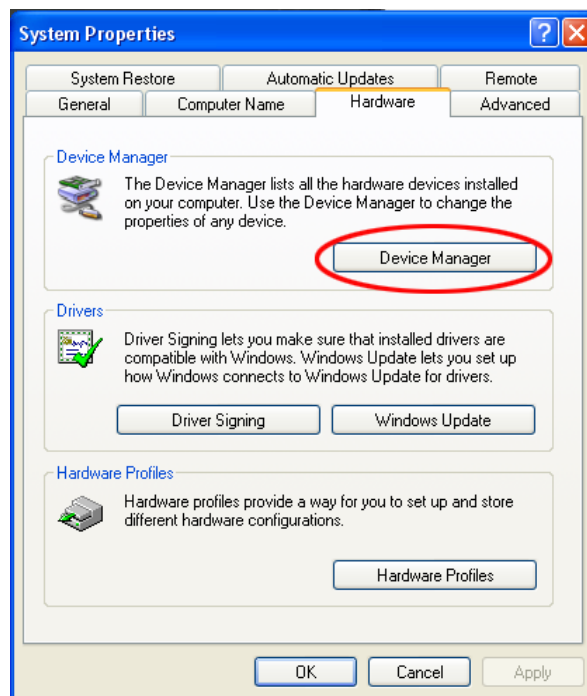 System Properties
System Restore
Automatic Updates
Remote
General
Computer Name
Hardware
Advanced
Device Manager
The Device Manager lists all the hardware devices installed
on your computer. Use the Device Manager to change the
properties of any device.
Device Manager
Drivers
Driver Signing lets you make sure that installed drivers are
compatible with Windows. Windows Update lets you set up
how Windows connects to Windows Update for drivers.
Driver Signing
Windows Update
Hardware Profiles
Hardware profiles provide a way for you to set up and store
different hardware configurations.
Hardware Profiles
OK
Cancel
Apply